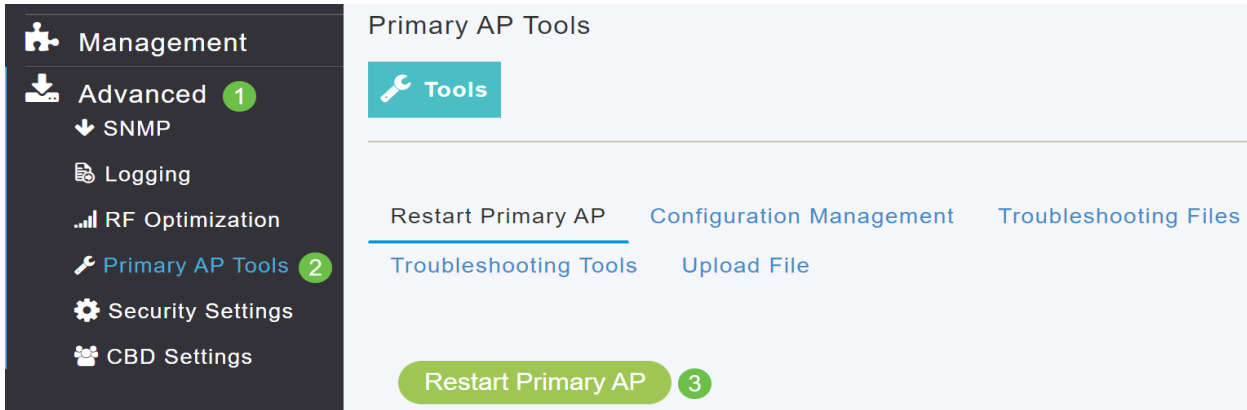 Management
Advanced 1
SNMP
Logging
RF Optimization
Primary AP Tools 2
Security Settings
CBD Settings
Primary AP Tools
Tools
Restart Primary AP Configuration Management Troubleshooting Files
Troubleshooting Tools Upload File
Restart Primary AP 3